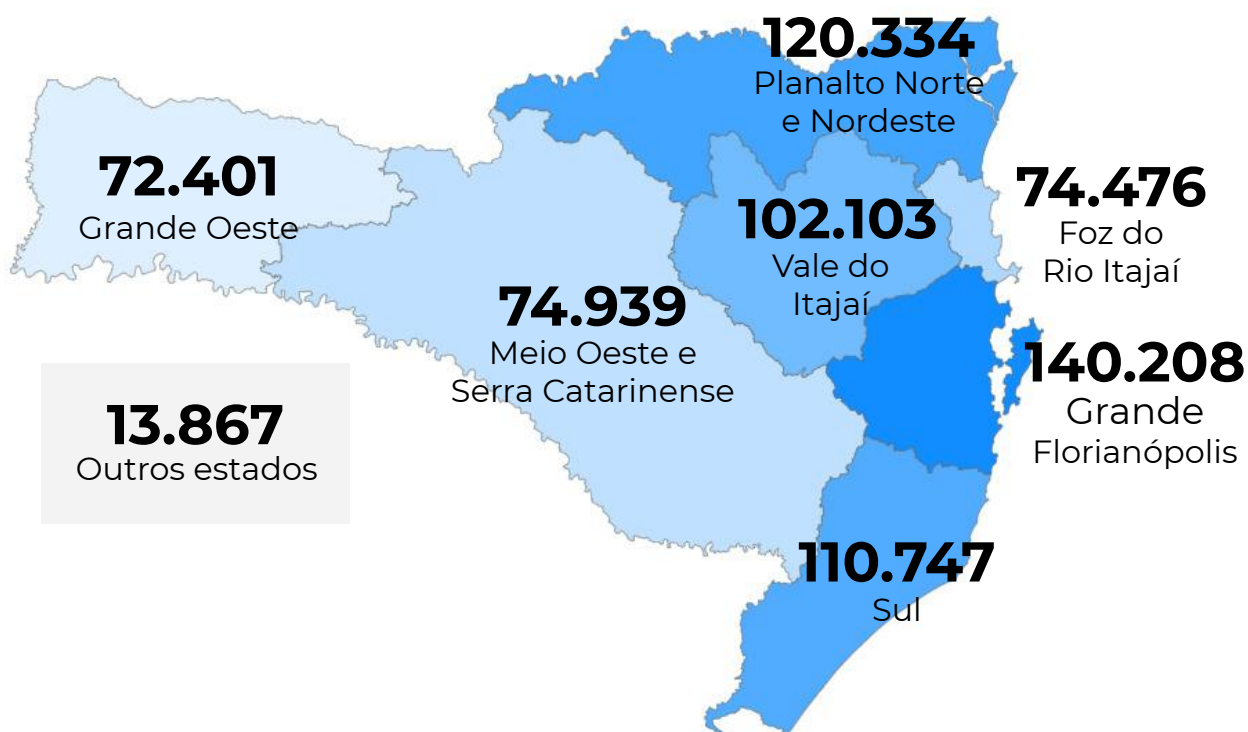 120.334
Planalto Norte
e Nordeste
72.401
Grande Oeste
74.476
Foz do
Rio Itajaí
102.103
Vale do
Itajaí
74.939
Meio Oeste e
Serra Catarinense
140.208
Grande
Florianópolis
13.867
Outros estados
110.747
Sul